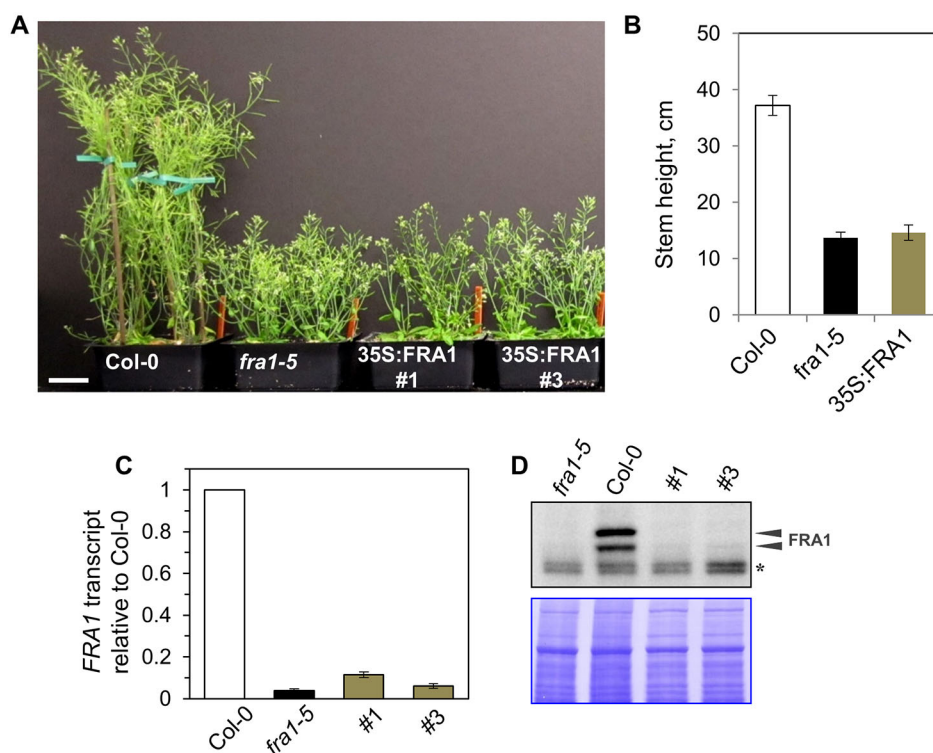 A
Col-0
fra1-5
35S:FRA1
#1
35S:FRA1
#3
B
Stem height, cm
50
40
30
20
10
0
Col-0
fra1-5
35S:FRA1
C
FRA1 transcript
relative to Col-0
1
0.8
0.6
0.4
0.2
0
Col-0
fra1-5
#1
#3
D
fra1-5
Col-0
#1
#3
FRA1
*